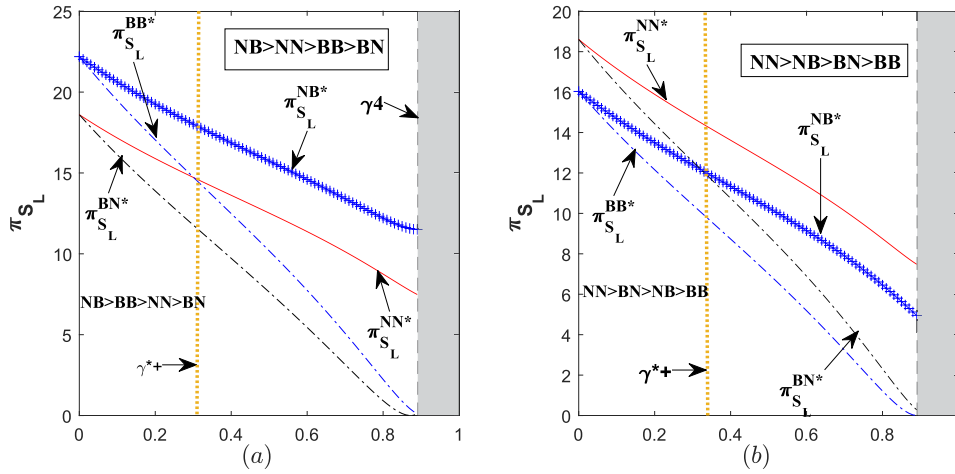 25
20
15
10
5
0
π S_L
0
0.2
0.4
0.6
0.8
1
(a)
π_{S_L}^{BB*}
NB>NN>BB>BN
π_{S_L}^{NB*}
γ4
π_{S_L}^{BN*}
NB>BB>NN>BN
π_{S_L}^{NN*}
γ*+
20
18
16
14
12
10
8
6
4
2
0
π S_L
0
0.2
0.4
0.6
0.8
(b)
π_{S_L}^{NN*}
NN>NB>BN>BB
π_{S_L}^{NB*}
π_{S_L}^{BB*}
NN>BN>NB>BB
γ*+
π_{S_L}^{BN*}